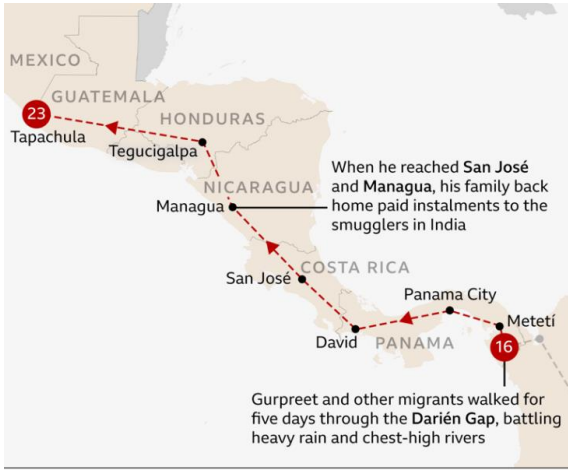 MEXICO
GUATEMALA
23
HONDURAS
Tapachula
Tegucigalpa
When he reached San José
and Managua, his family back
home paid instalments to the
smugglers in India
NICARAGUA
Managua
COSTA RICA
San José
Panama City
Metetí
David
PANAMA
16
Gurpreet and other migrants walked for
five days through the Darién Gap, battling
heavy rain and chest-high rivers